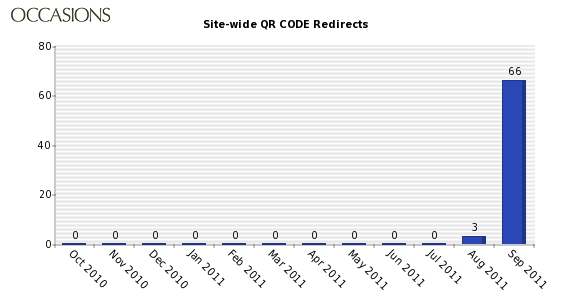 OCCASIONS
Site-wide QR CODE Redirects
80
60
40
20
0
0 0 0 0 0 0 0 0 0 0 3 66
Oct 2010 Nov 2010 Dec 2010 Jan 2011 Feb 2011 Mar 2011 Apr 2011 May 2011 Jun 2011 Jul 2011 Aug 2011 Sep 2011